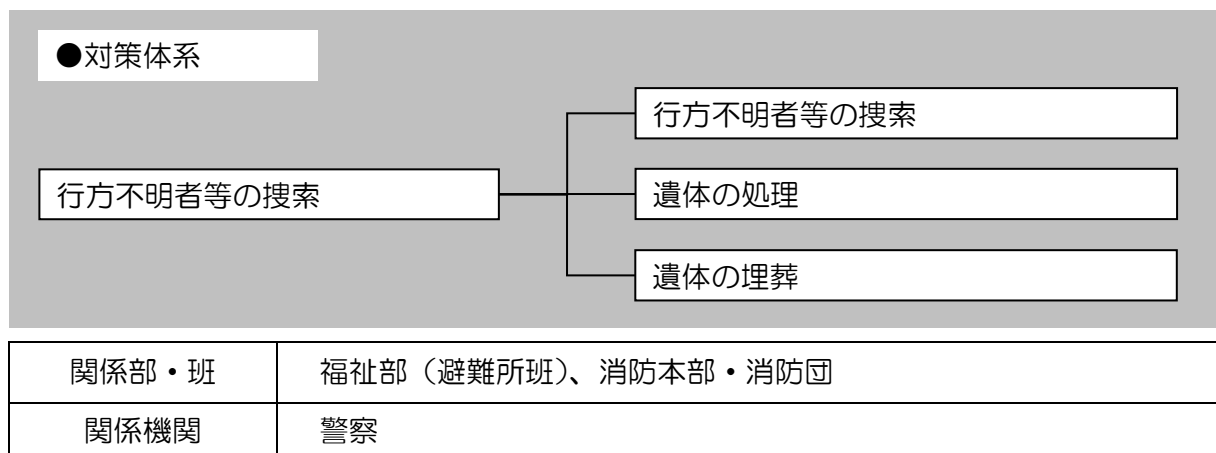 ●対策体系
行方不明者等の捜索
行方不明者等の捜索
遺体の処理
遺体の埋葬
関係部・班 福祉部（避難所班）、消防本部・消防団
関係機関 警察